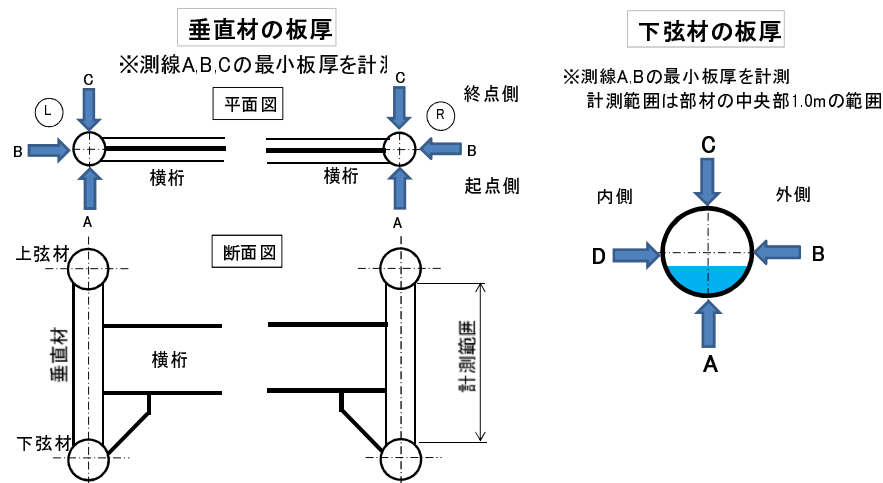 垂直材の板厚
※測線A,B,Cの最小板厚を計測
C
C
平面図
終点側
L
R
B
B
横桁
横桁
起点側
A
A
断面図
上弦材
垂直材
横桁
計測範囲
下弦材
下弦材の板厚
※測線A,Bの最小板厚を計測
計測範囲は部材の中央部1.0mの範囲
C
内側
外側
D
B
A